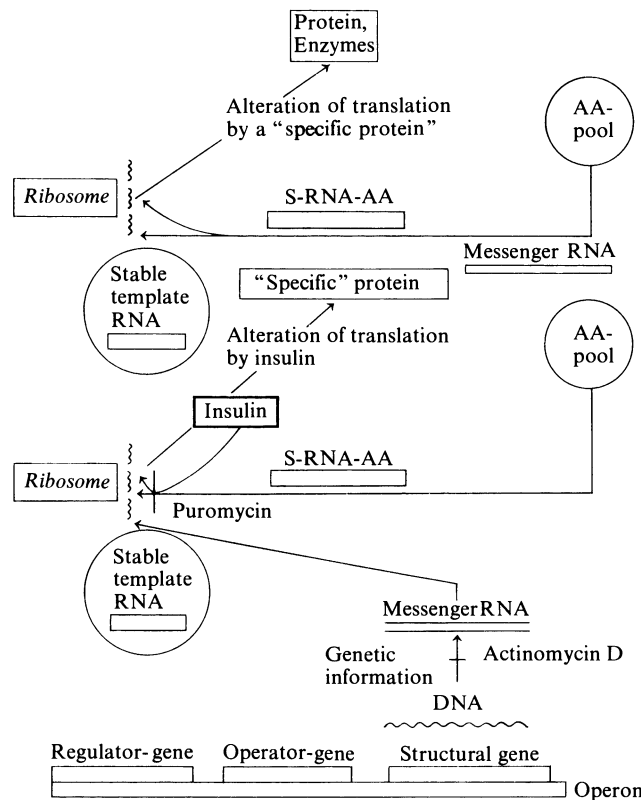 Protein,
Enzymes
Alteration of translation
by a “specific protein”
AA-
pool
Ribosome
S-RNA-AA
Messenger RNA
Stable
template
RNA
“Specific” protein
Alteration of translation
by insulin
AA-
pool
Insulin
S-RNA-AA
Ribosome
Puromycin
Stable
template
RNA
Messenger RNA
Genetic
information
Actinomycin D
DNA
Regulator-gene
Operator-gene
Structural gene
Operon